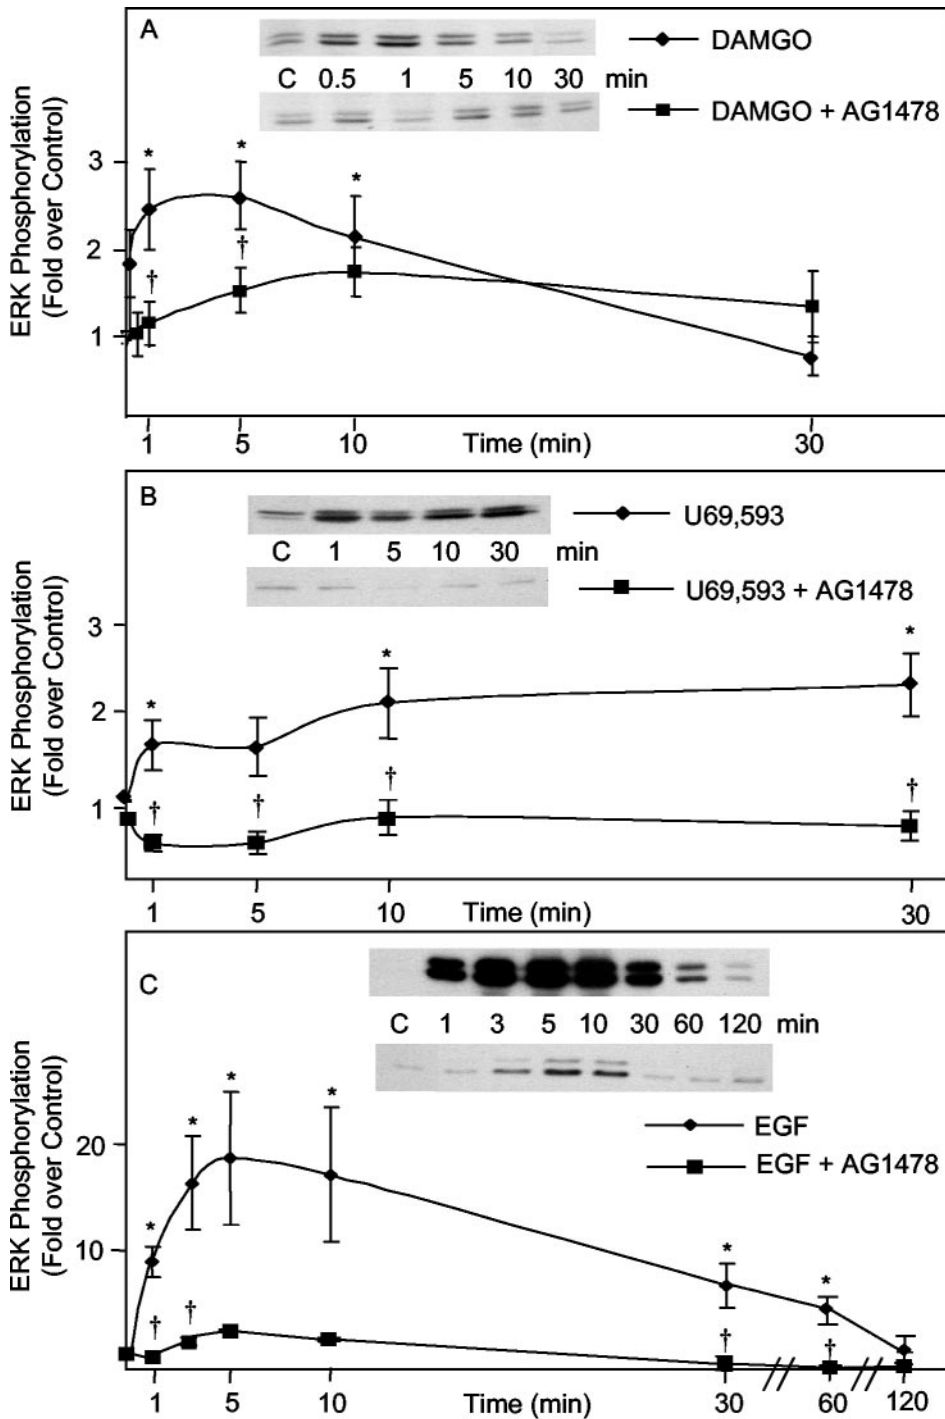 A
DAMGO
C 0.5 1 5 10 30 min
DAMGO + AG1478
ERK Phosphorylation
(Fold over Control)
3
2
1
* * *
† †
1 5 10 Time (min) 30
B
U69,593
C 1 5 10 30 min
U69,593 + AG1478
ERK Phosphorylation
(Fold over Control)
3
2
1
* * *
† † † †
1 5 10 Time (min) 30
C
C 1 3 5 10 30 60 120 min
EGF
EGF + AG1478
ERK Phosphorylation
(Fold over Control)
20
10
* * * * * *
† † † †
1 5 10 Time (min) 30 // 60 // 120